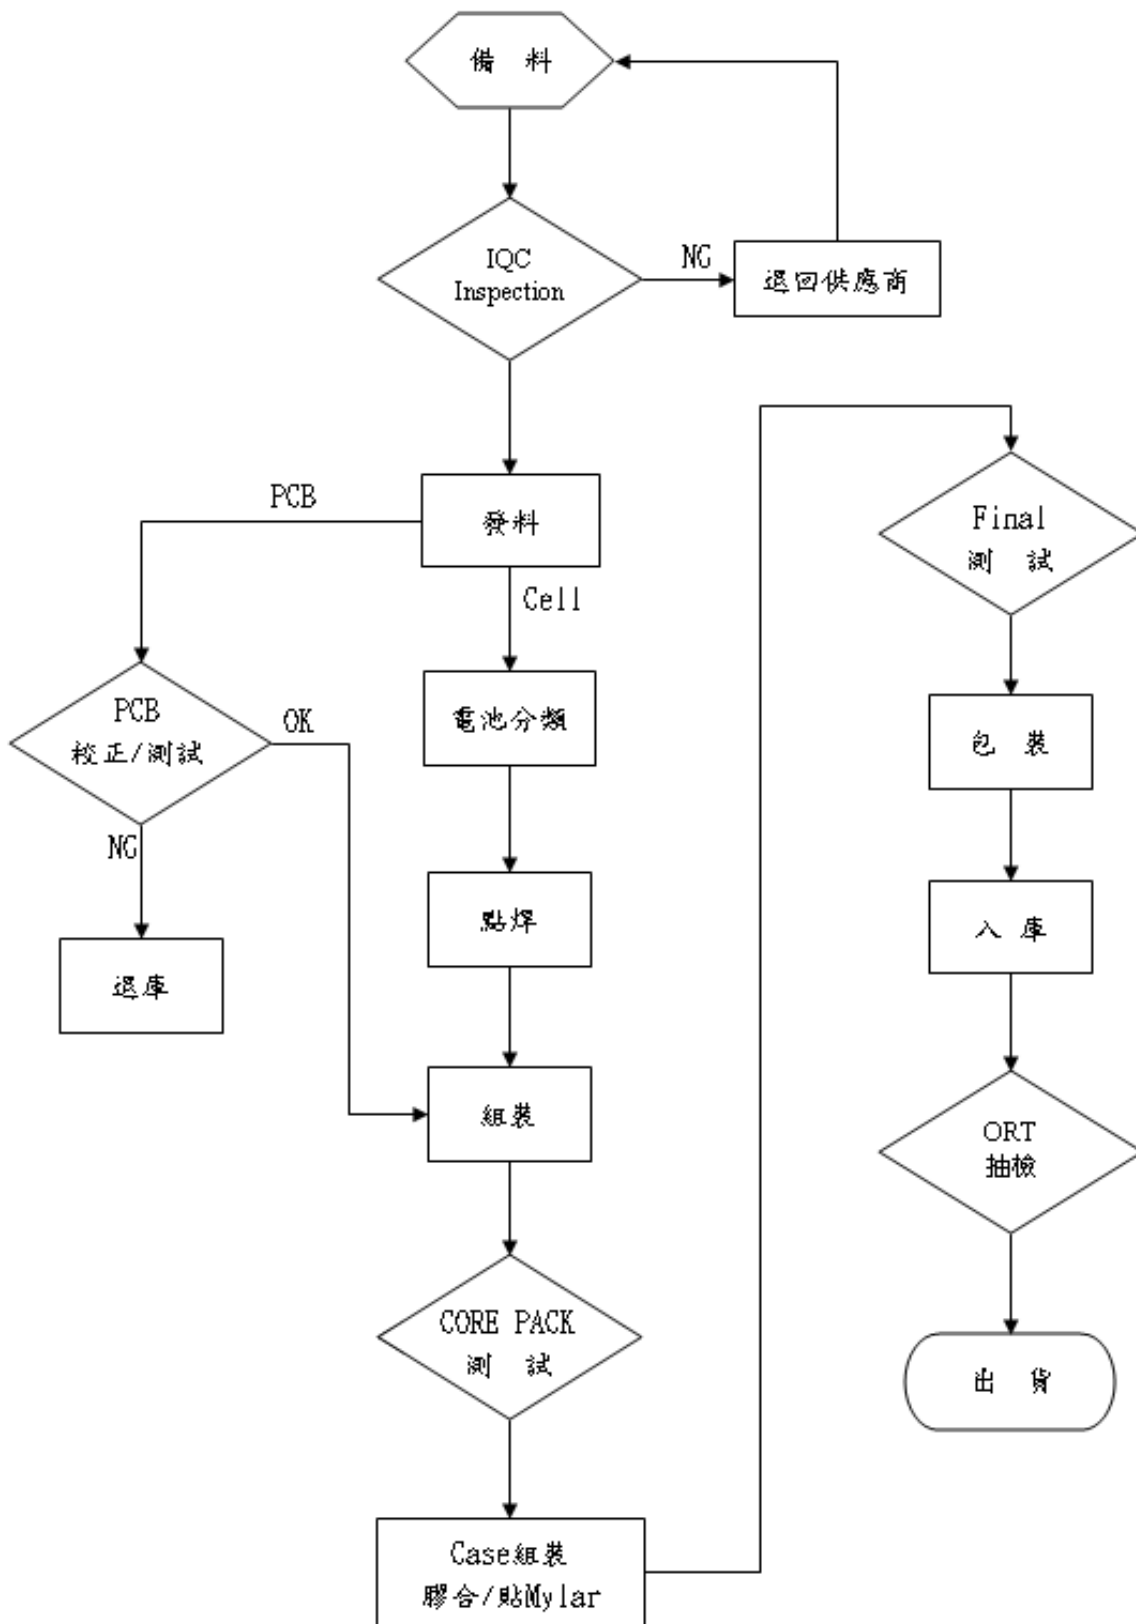 備 料
IQC
Inspection
NG
退回供應商
發料
PCB
Cell
PCB
校正/測試
OK
NG
退庫
電池分類
點焊
組裝
CORE PACK
測 試
Case組裝
膠合/貼Mylar
Final
測 試
包 裝
入 庫
ORT
抽檢
出 貨